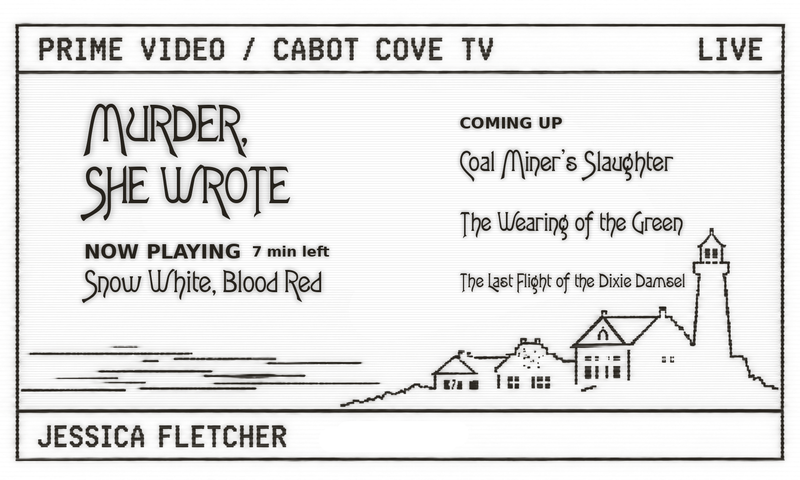 PRIME VIDEO / CABOT COVE TV LIVE
MURDER,
SHE WROTE
NOW PLAYING 7 min left
Snow White, Blood Red
COMING UP
Coal Miner's Slaughter
The Wearing of the Green
The Last Flight of the Dixie Damsel
JESSICA FLETCHER